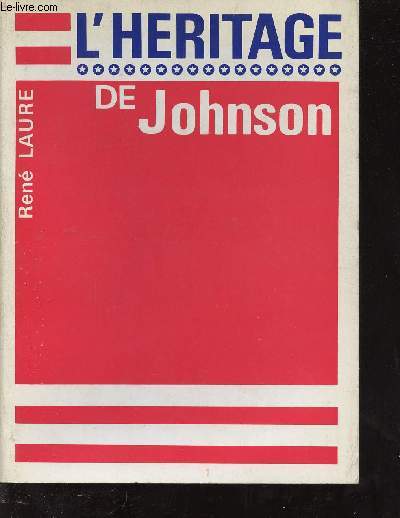 Le-livre.com
L'HERITAGE
DE Johnson
René LAURE